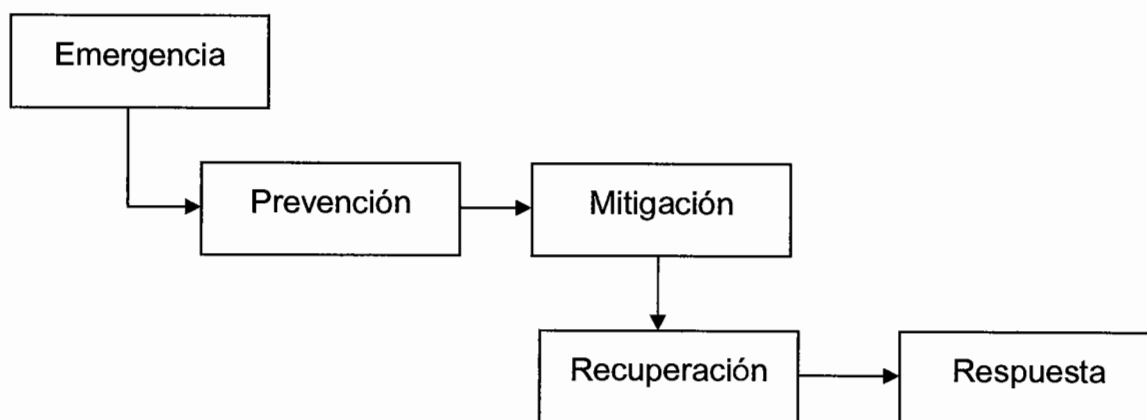 Emergencia
Prevención
Mitigación
Recuperación
Respuesta